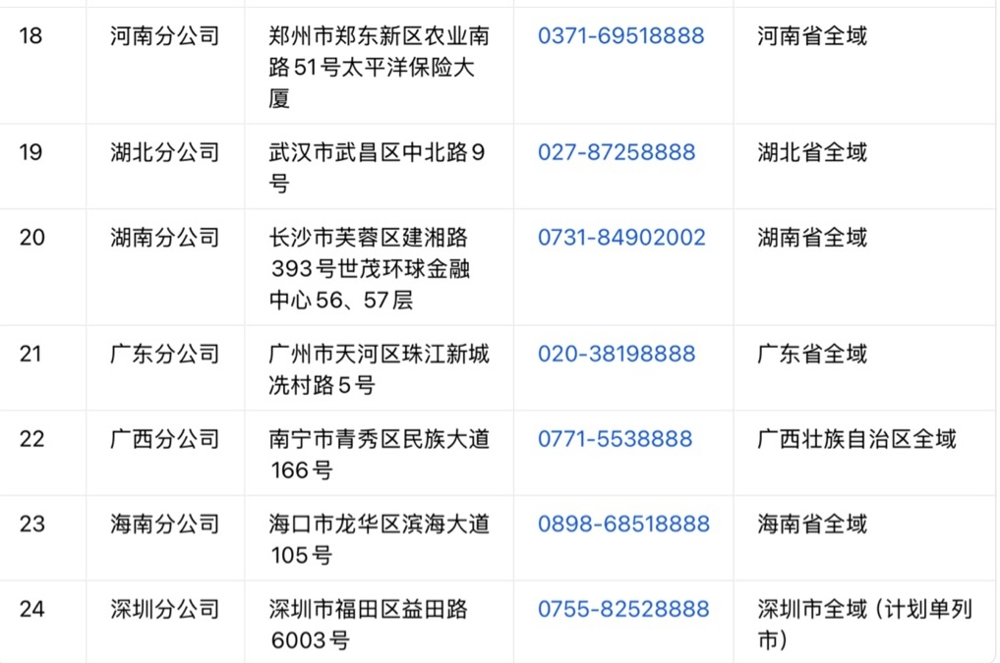 18 河南分公司 郑州市郑东新区农业南 0371-69518888 河南省全域
路51号太平洋保险大
厦
19 湖北分公司 武汉市武昌区中北路9 027-87258888 湖北省全域
号
20 湖南分公司 长沙市芙蓉区建湘路 0731-84902002 湖南省全域
393号世茂环球金融
中心56、57层
21 广东分公司 广州市天河区珠江新城 020-38198888 广东省全域
冼村路5号
22 广西分公司 南宁市青秀区民族大道 0771-5538888 广西壮族自治区全域
166号
23 海南分公司 海口市龙华区滨海大道 0898-68518888 海南省全域
105号
24 深圳分公司 深圳市福田区益田路 0755-82528888 深圳市全域（计划单列
6003号 市）